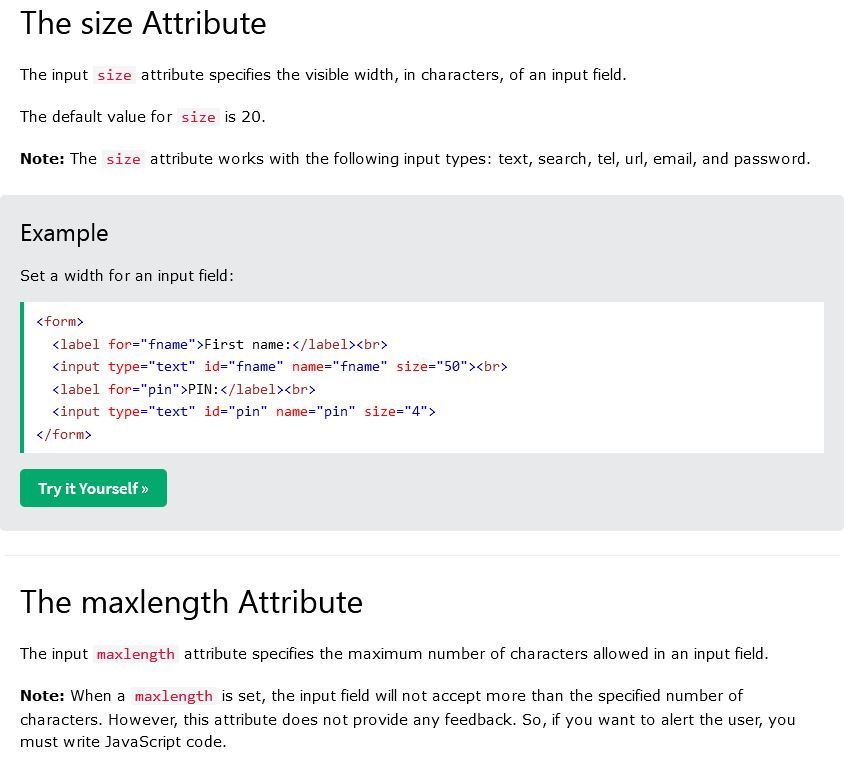 The size Attribute
The input size attribute specifies the visible width, in characters, of an input field.
The default value for size is 20.
Note: The size attribute works with the following input types: text, search, tel, url, email, and password.
Example
Set a width for an input field:
<form>
  <label for="fname">First name:</label><br>
  <input type="text" id="fname" name="fname" size="50"><br>
  <label for="pin">PIN:</label><br>
  <input type="text" id="pin" name="pin" size="4">
</form>
Try it Yourself »
The maxlength Attribute
The input maxlength attribute specifies the maximum number of characters allowed in an input field.
Note: When a maxlength is set, the input field will not accept more than the specified number of
characters. However, this attribute does not provide any feedback. So, if you want to alert the user, you
must write JavaScript code.